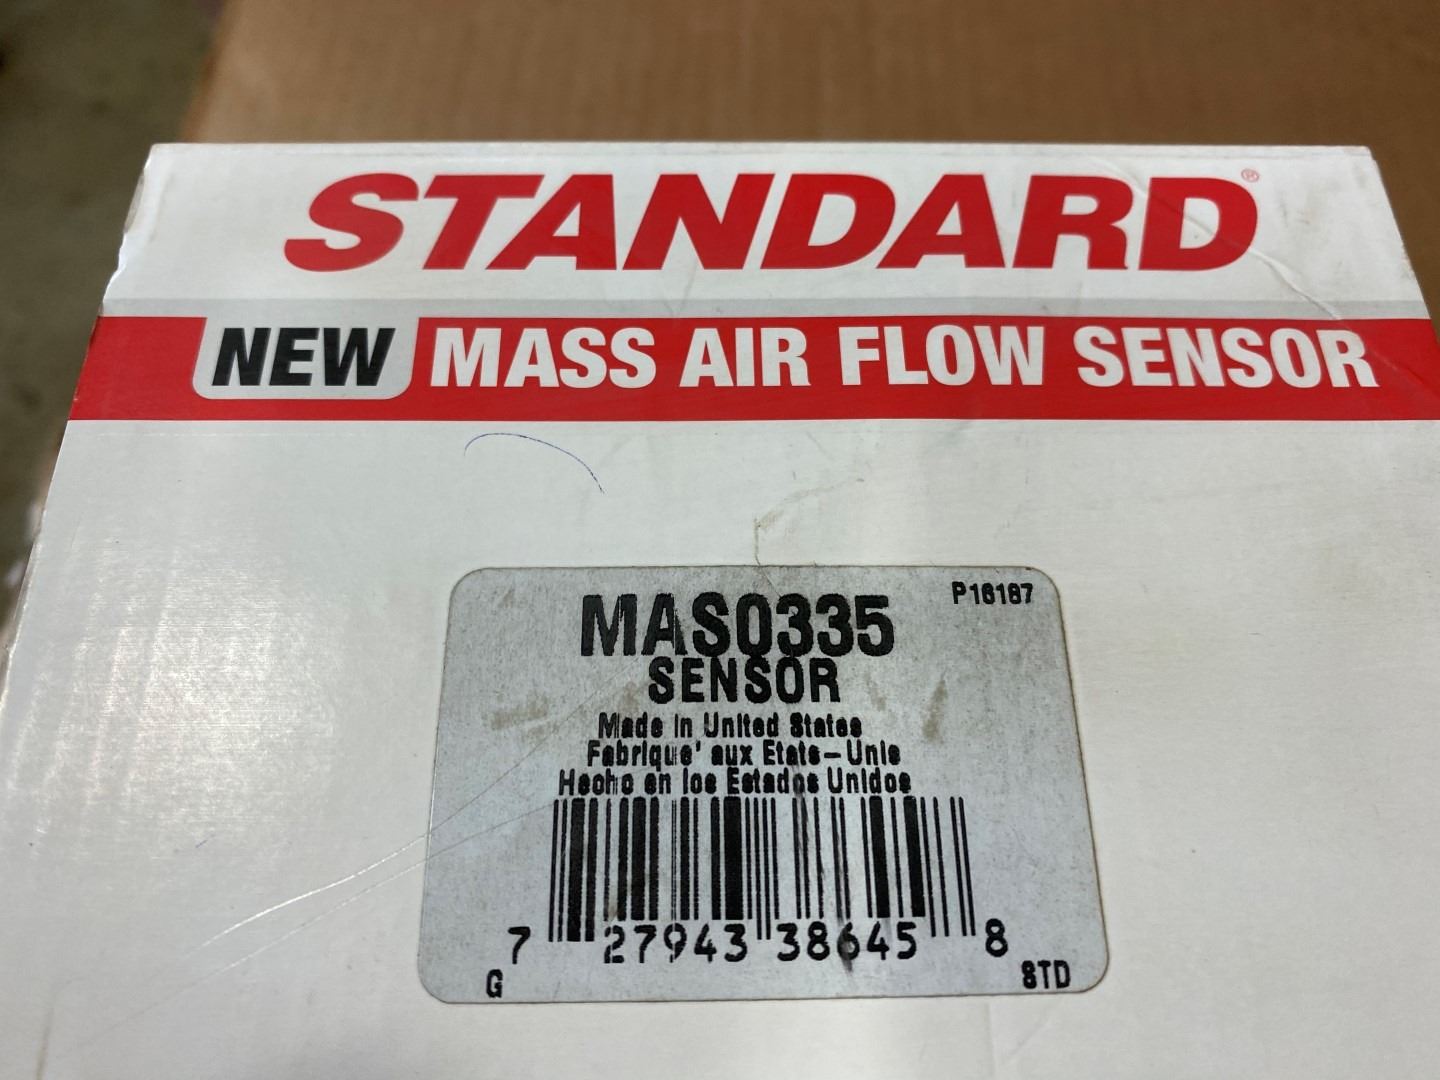 STANDARD®
NEW MASS AIR FLOW SENSOR
P16167
MAS0335
SENSOR
Made in United States
Fabrique' aux Etats-Unis
Hecho en los Estados Unidos
7 27943 38645 8
G STD